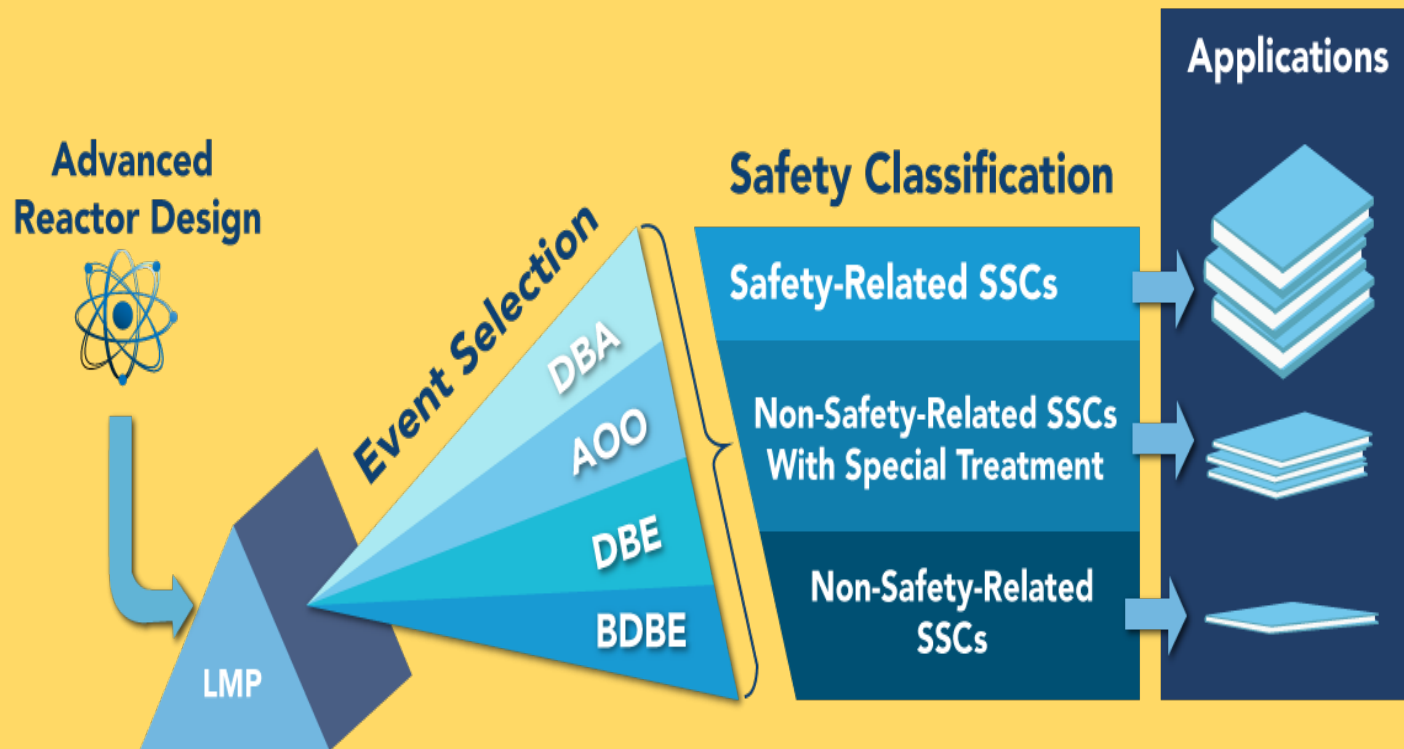 Advanced
Reactor Design
LMP
Event Selection
DBA
AOO
DBE
BDBE
Safety Classification
Safety-Related SSCs
Non-Safety-Related SSCs
With Special Treatment
Non-Safety-Related
SSCs
Applications